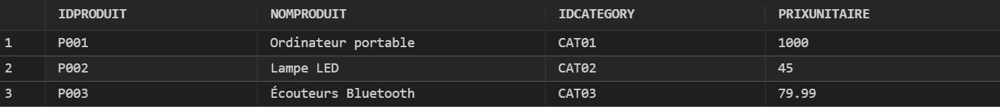 IDPRODUIT NOMPRODUIT IDCATEGORY PRIXUNITAIRE
1 P001 Ordinateur portable CAT01 1000
2 P002 Lampe LED CAT02 45
3 P003 Écouteurs Bluetooth CAT03 79.99